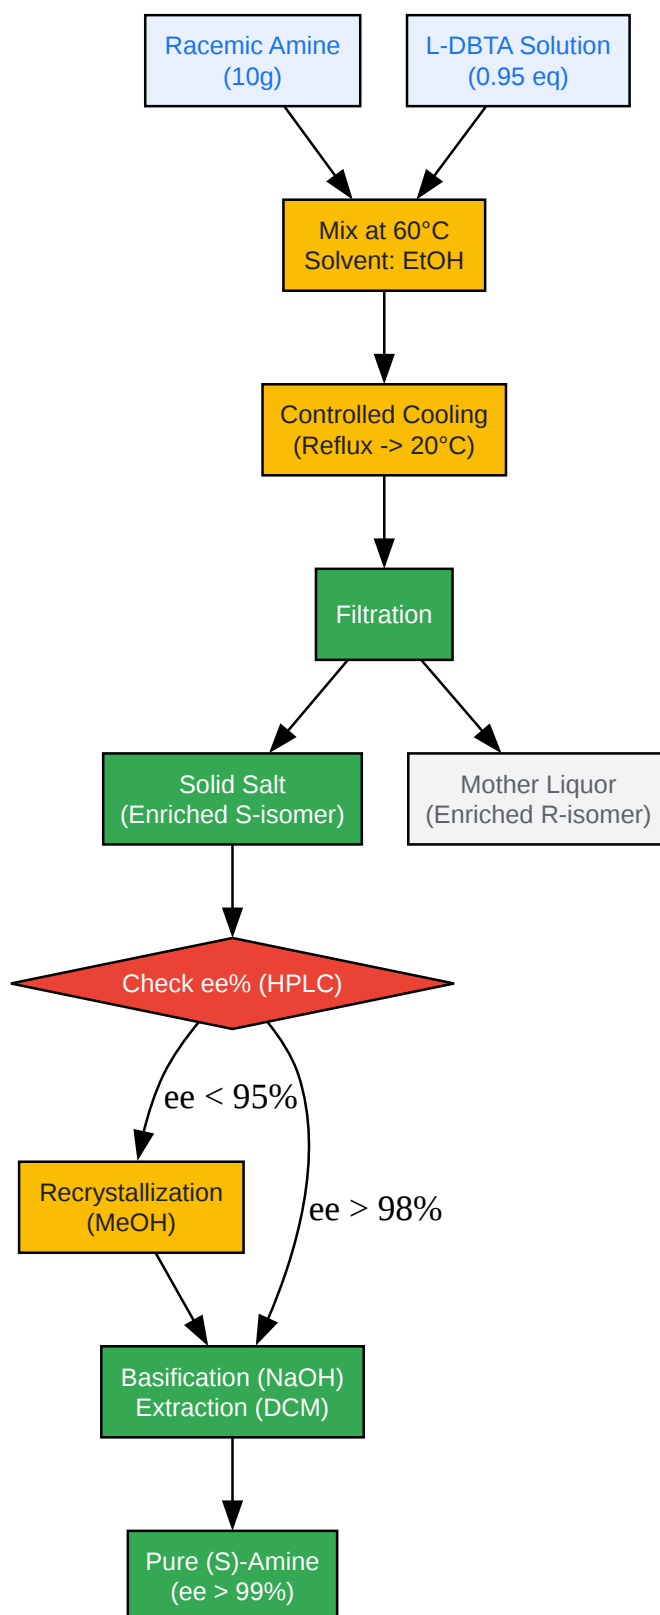 Racemic Amine
(10g)
L-DBTA Solution
(0.95 eq)
Mix at 60°C
Solvent: EtOH
Controlled Cooling
(Reflux -> 20°C)
Filtration
Solid Salt
(Enriched S-isomer)
Mother Liquor
(Enriched R-isomer)
Check ee% (HPLC)
ee < 95%
Recrystallization
(MeOH)
ee > 98%
Basification (NaOH)
Extraction (DCM)
Pure (S)-Amine
(ee > 99%)